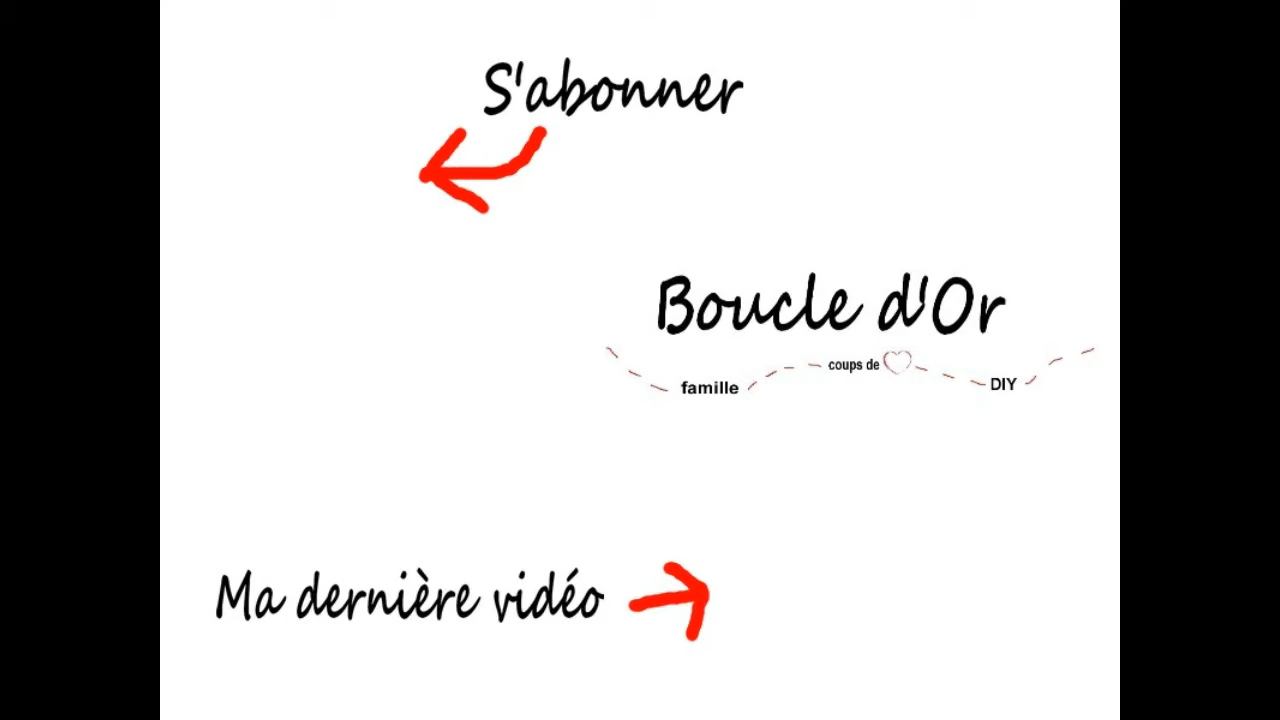 S'abonner
Boucle d'Or
famille coups de DIY
Ma dernière vidéo